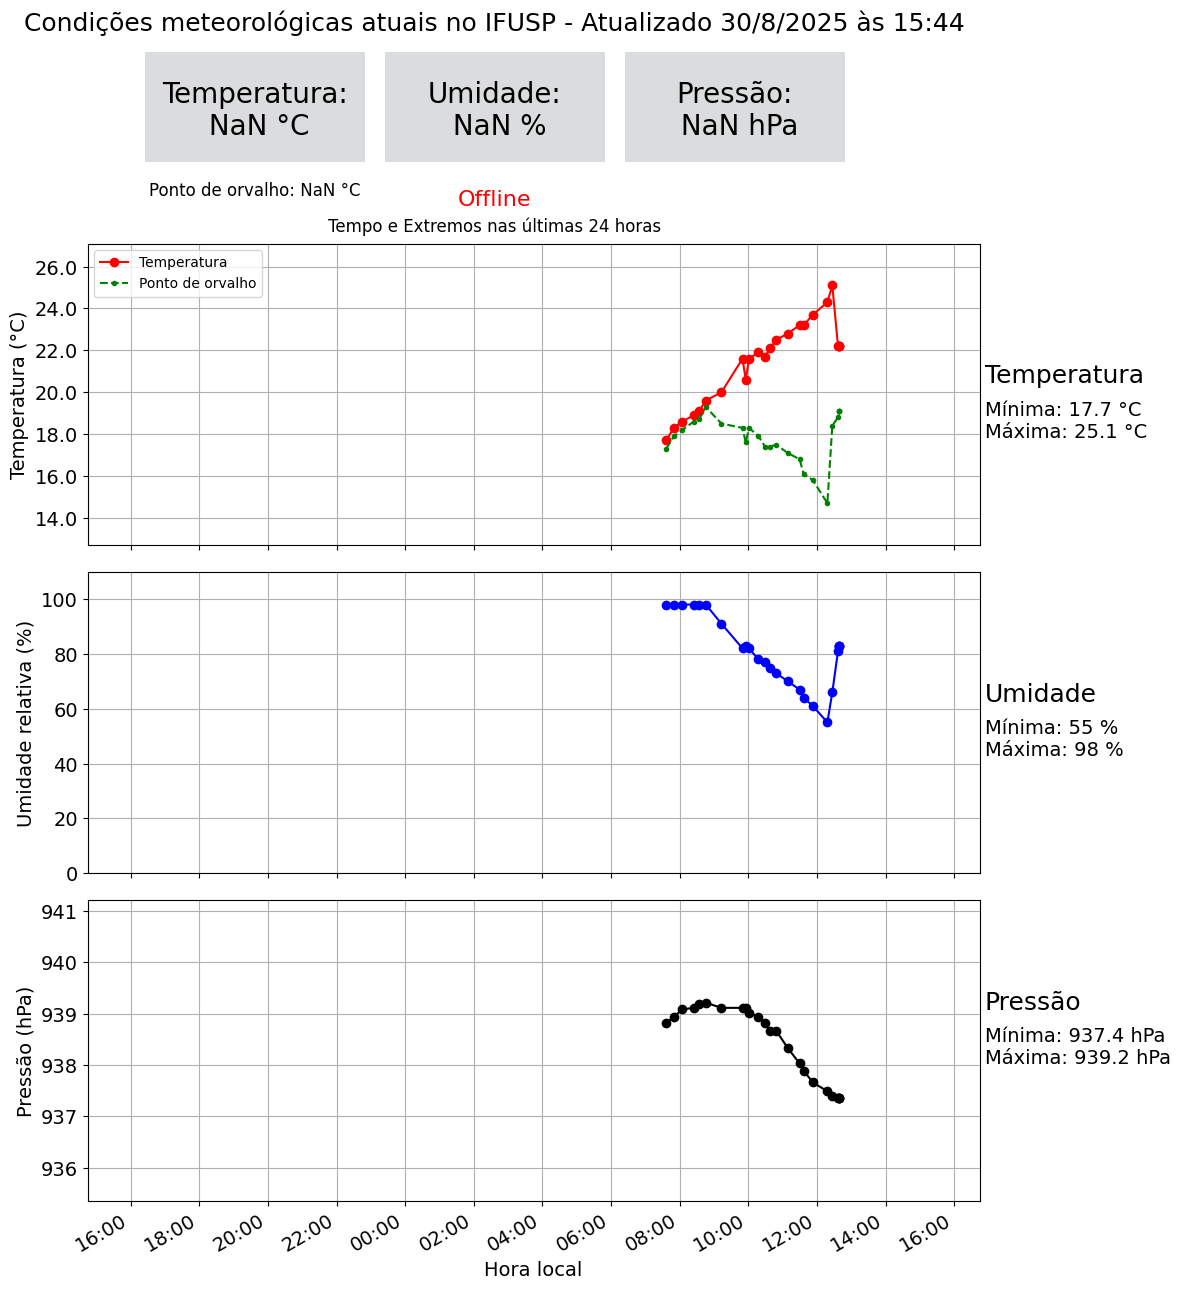 Condições meteorológicas atuais no IFUSP - Atualizado 30/8/2025 às 15:44
Temperatura:
NaN °C
Umidade:
NaN %
Pressão:
NaN hPa
Ponto de orvalho: NaN °C
Offline
Tempo e Extremos nas últimas 24 horas
Temperatura
Ponto de orvalho
26.0
24.0
22.0
20.0
18.0
16.0
14.0
Temperatura (°C)
Temperatura
Mínima: 17.7 °C
Máxima: 25.1 °C
100
80
60
40
20
0
Umidade relativa (%)
Umidade
Mínima: 55 %
Máxima: 98 %
941
940
939
938
937
936
Pressão (hPa)
Pressão
Mínima: 937.4 hPa
Máxima: 939.2 hPa
16:00
18:00
20:00
22:00
00:00
02:00
04:00
06:00
08:00
10:00
12:00
14:00
16:00
Hora local